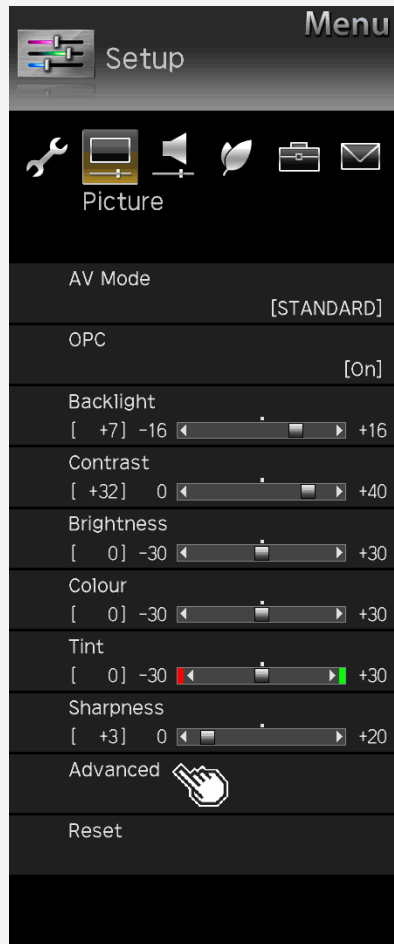 Menu
Setup
Picture
AV Mode
[STANDARD]
OPC
[On]
Backlight
[ +7] -16 +16
Contrast
[ +32] 0 +40
Brightness
[ 0] -30 +30
Colour
[ 0] -30 +30
Tint
[ 0] -30 +30
Sharpness
[ +3] 0 +20
Advanced
Reset